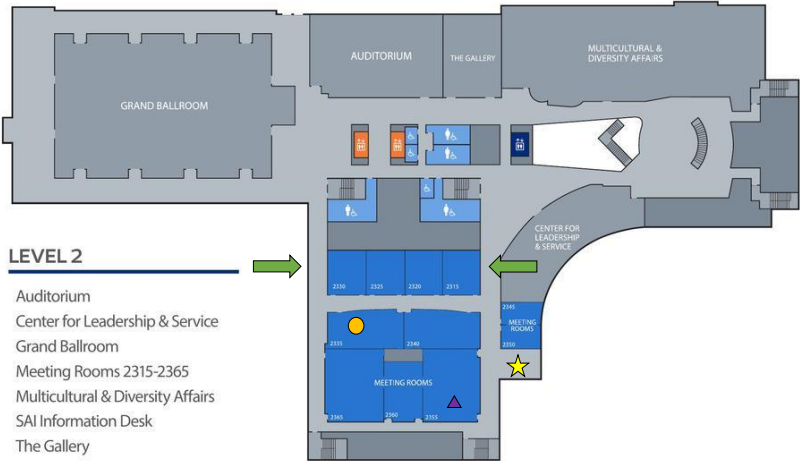 AUDITORIUM
THE GALLERY
MULTICULTURAL &
DIVERSITY AFFAIRS
GRAND BALLROOM
CENTER FOR
LEADERSHIP
& SERVICE
LEVEL 2
Auditorium
Center for Leadership & Service
Grand Ballroom
Meeting Rooms 2315-2365
Multicultural & Diversity Affairs
SAI Information Desk
The Gallery
2330
2325
2320
2315
2345
MEETING
ROOMS
2350
2335
2340
MEETING ROOMS
2365
2360
2355